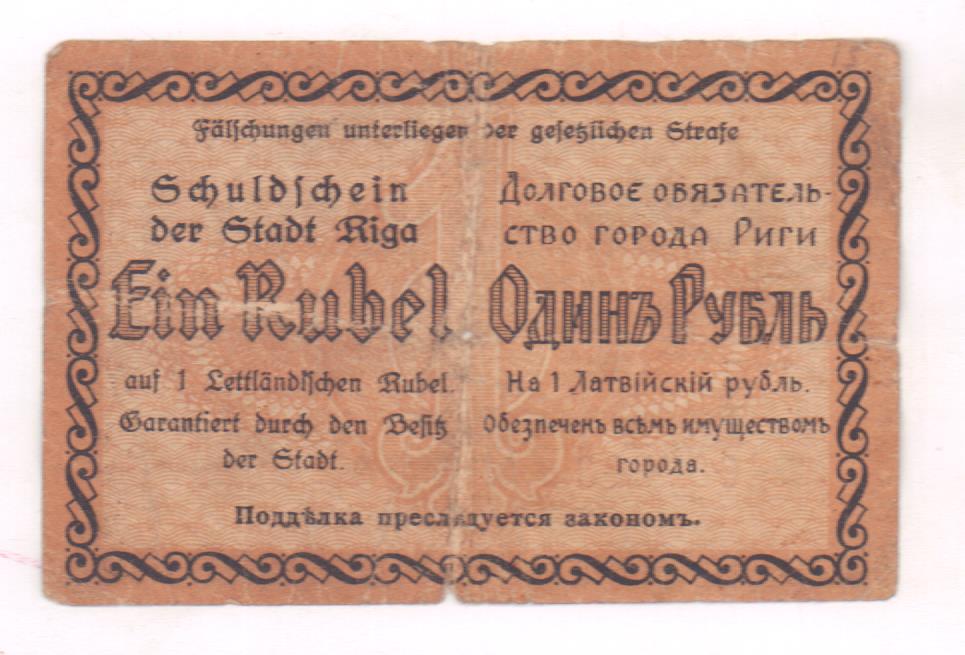 Fälschungen unterliegen der gesetzlichen Strafe
Schuldschein
der Stadt Riga
Ein Rubel
auf 1 Lettländischen Rubel.
Garantiert durch den Besitz
der Stadt.
Долговое обязатель-
ство города Риги
Одинъ Рубль
На 1 Латвійскій рубль.
Обезпеченъ всѣмъ имуществомъ
города.
Поддѣлка преслѣдуется закономъ.